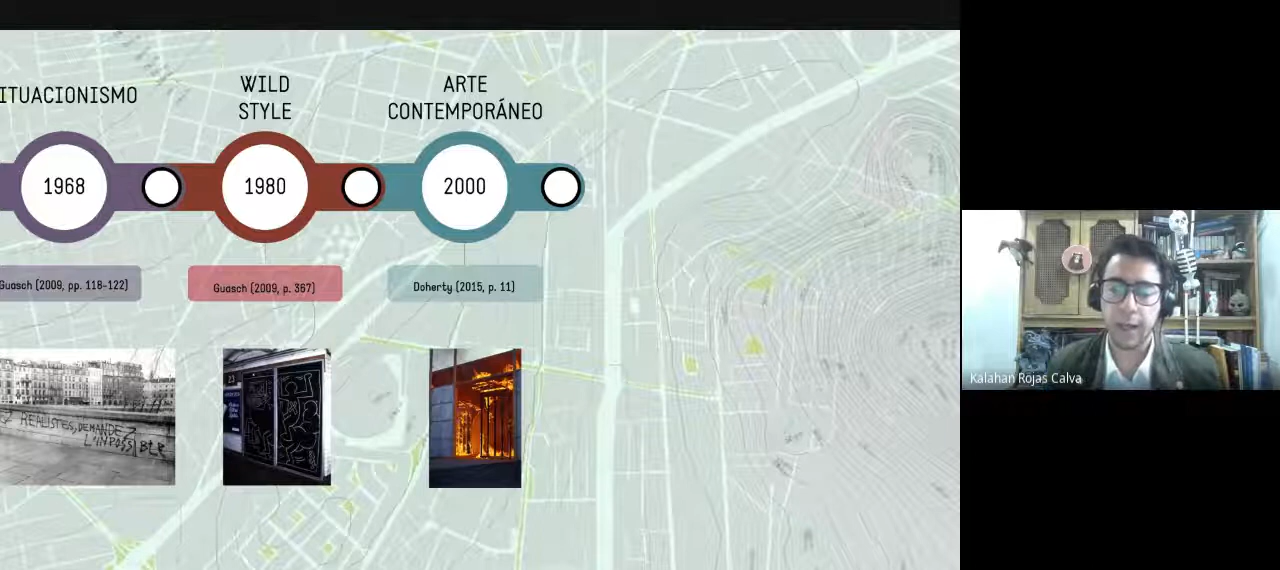 ITUACIONISMO
WILD
STYLE
ARTE
CONTEMPORÁNEO
1968
1980
2000
Guasch (2009, pp. 118-122)
Guasch (2009, p. 367)
Doherty (2015, p. 11)
REALISTES, DEMANDEZ
L'IMPOSSIBLE
23
Kalahan Rojas Calva